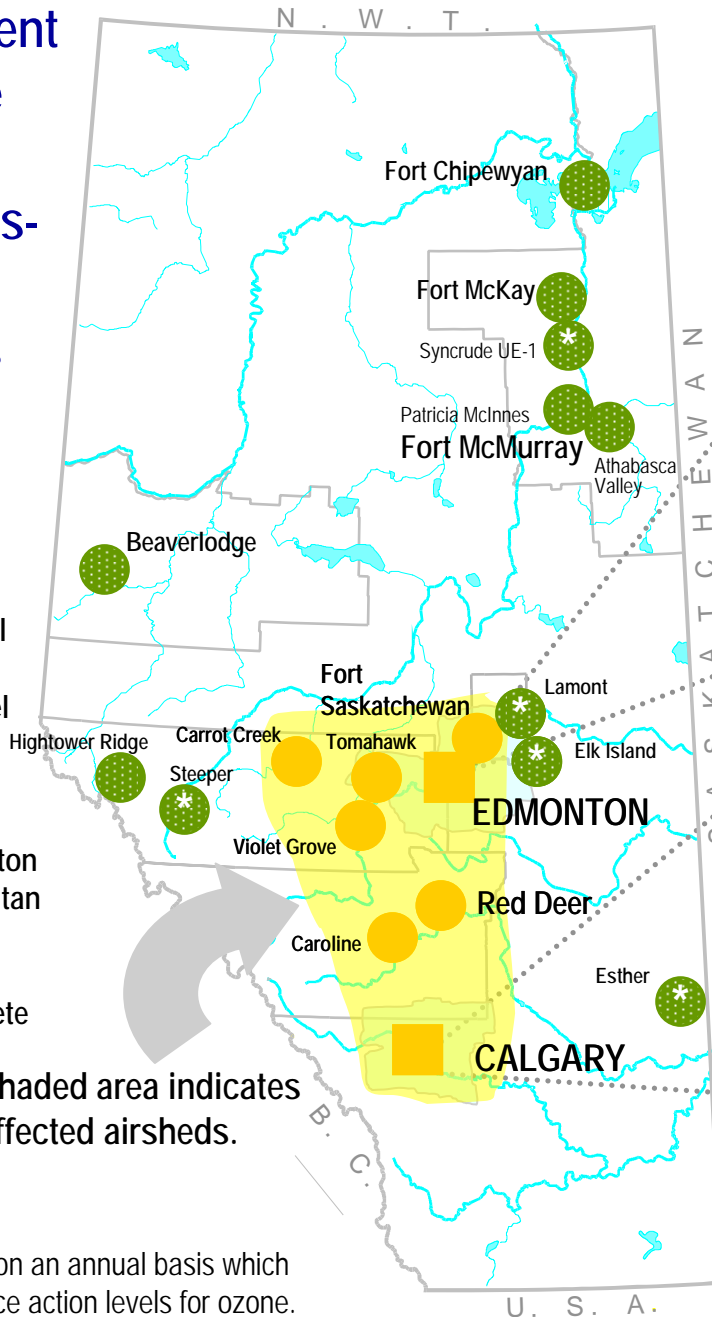 N. W. T.
ent
e
Fort Chipewyan
s-
Fort McKay
*
Syncrude UE-1
Patricia McInnes
Fort McMurray
Athabasca
Valley
SASKATCHEWAN
Beaverlodge
l
Fort
Saskatchewan
Lamont
*
el
Hightower Ridge
Carrot Creek
Tomahawk
Elk Island
*
Steeper
*
EDMONTON
Violet Grove
ton
tan
Red Deer
Caroline
Esther
*
ete
CALGARY
haded area indicates
ffected airsheds.
B. C.
on an annual basis which
ce action levels for ozone.
U. S. A.